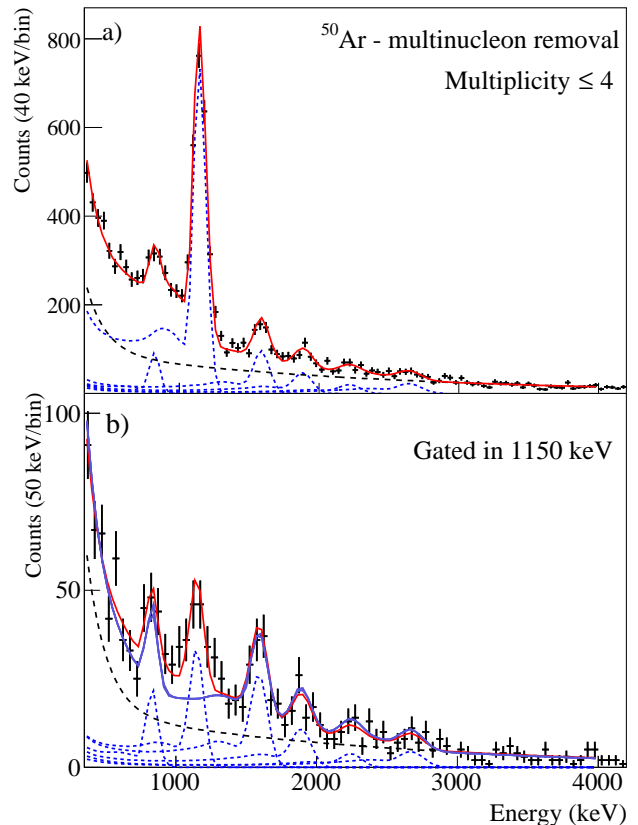 a)
⁵⁰Ar - multinucleon removal
Multiplicity ≤ 4
Counts (40 keV/bin)
800
600
400
200
b)
Gated in 1150 keV
Counts (50 keV/bin)
100
50
0
1000 2000 3000 4000
Energy (keV)